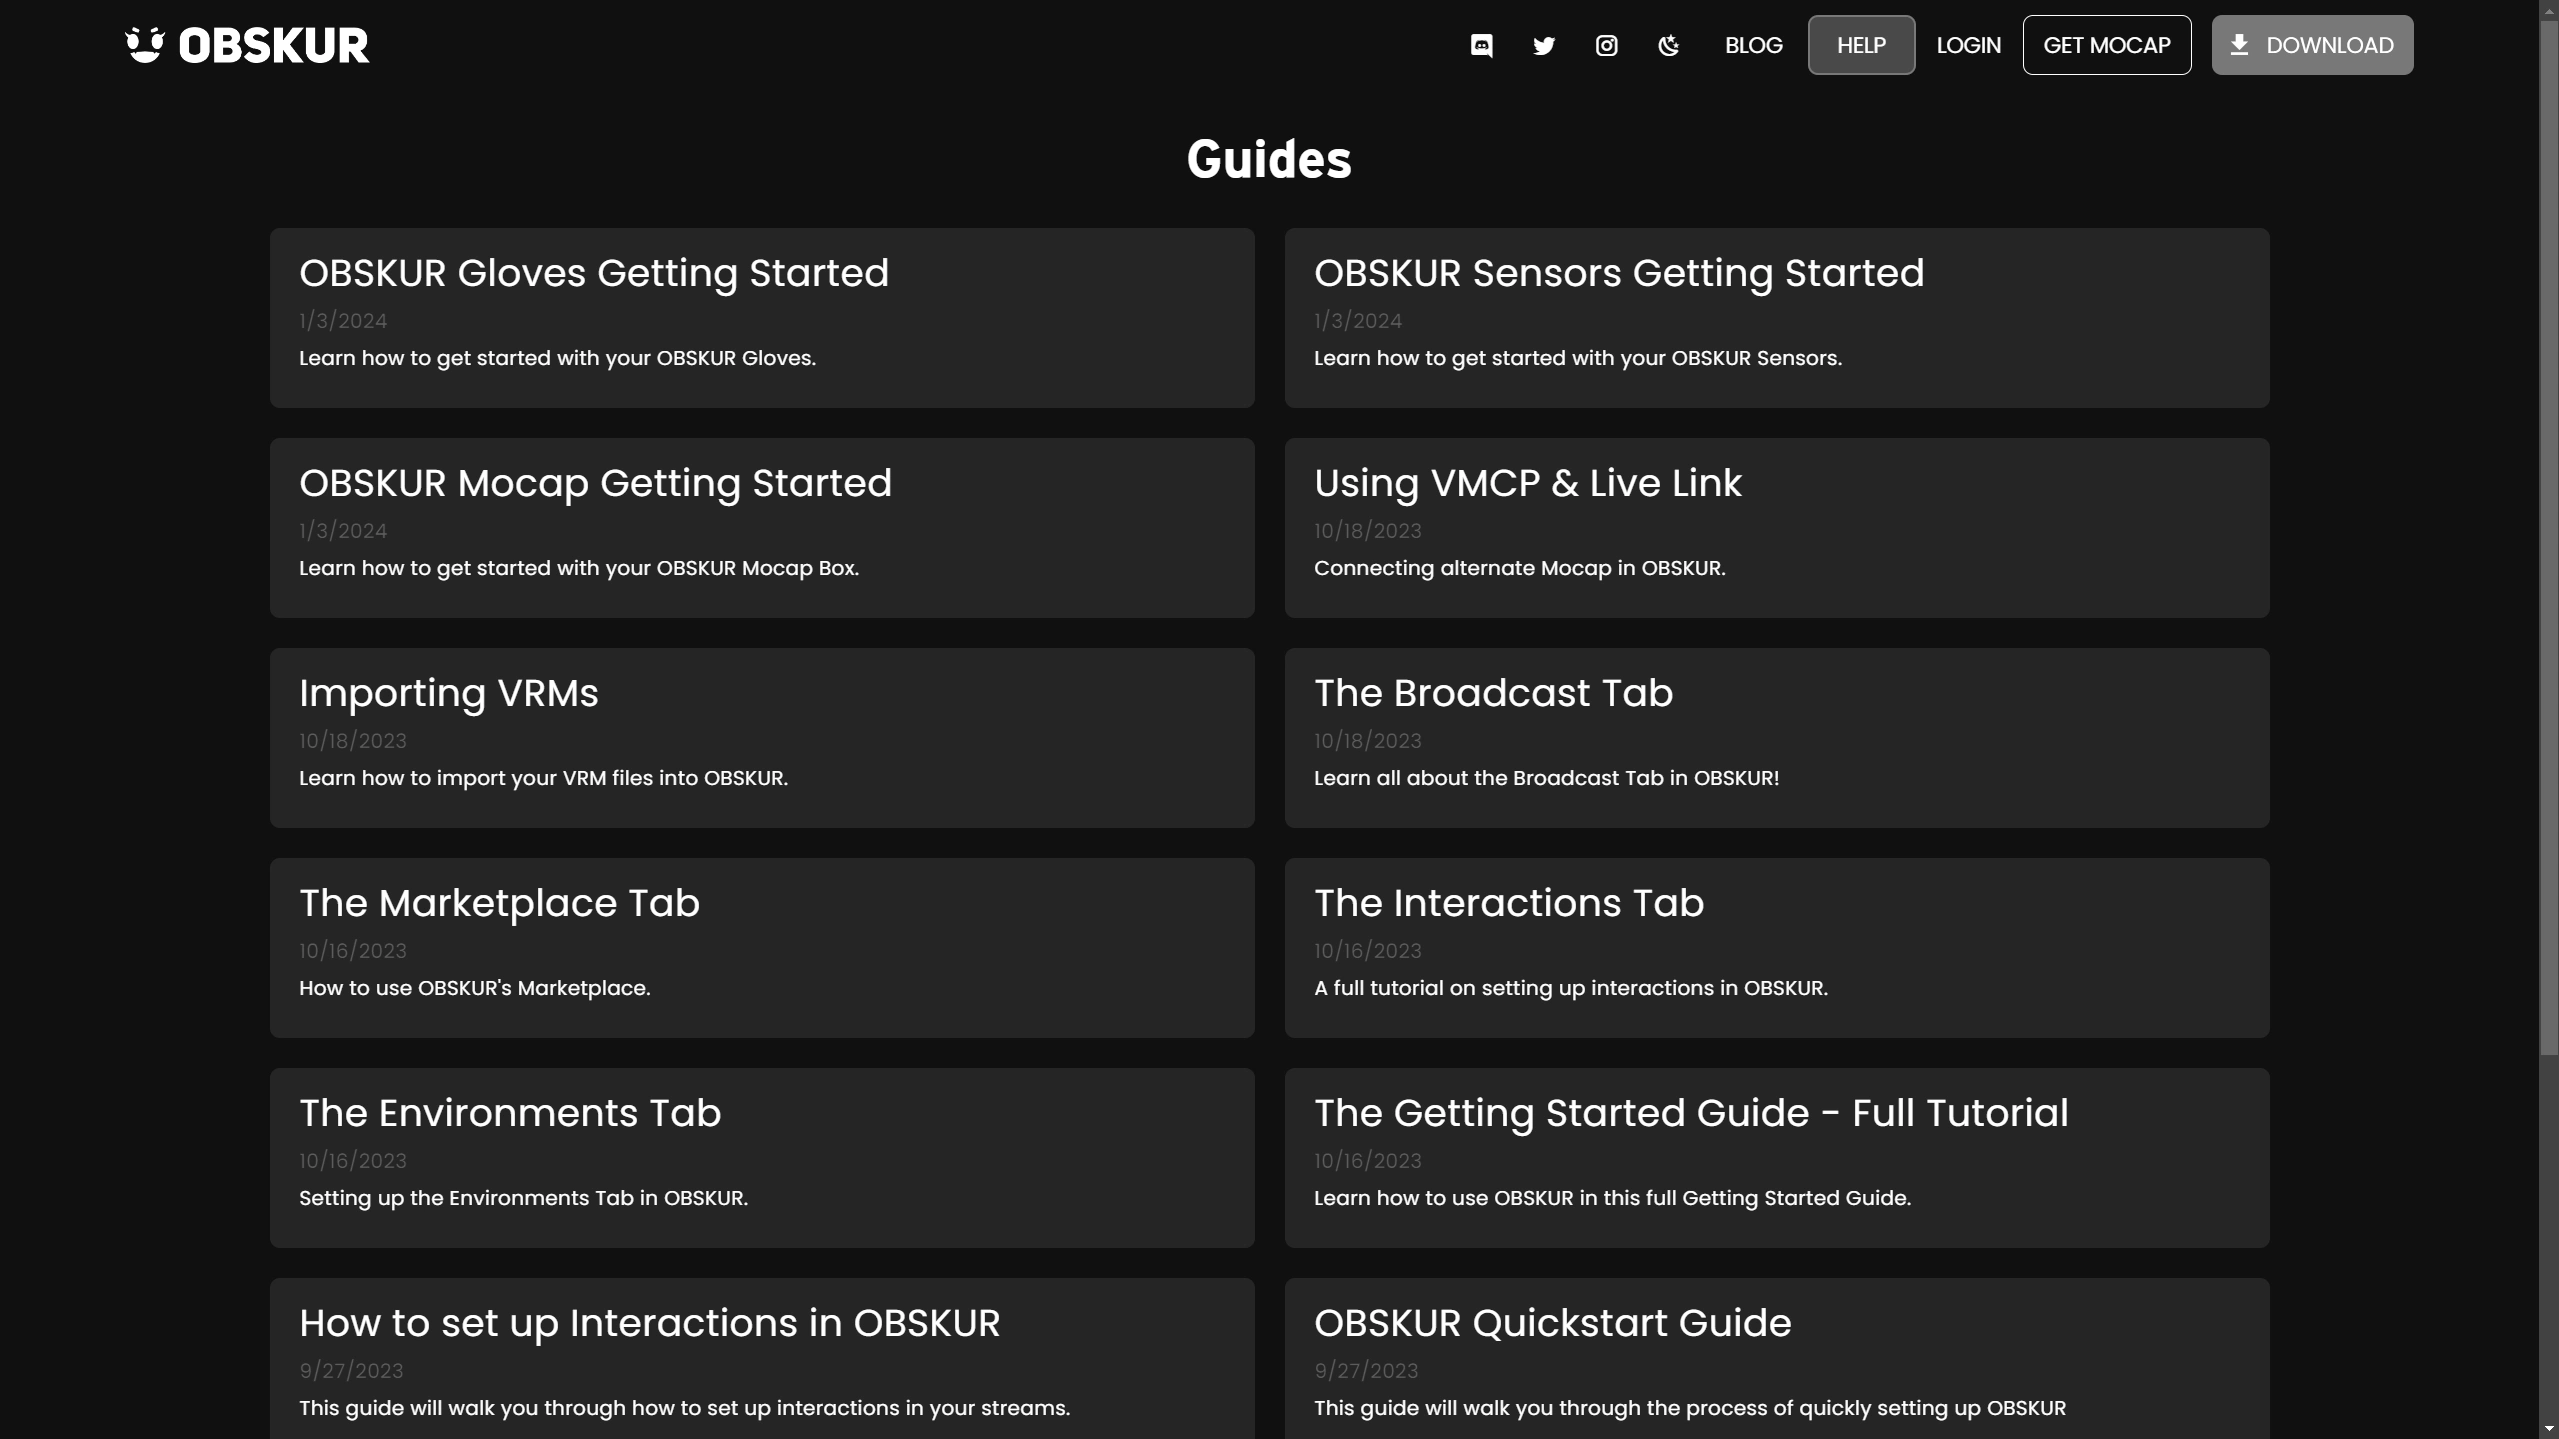 OBSKUR
BLOG
HELP
LOGIN
GET MOCAP
DOWNLOAD
Guides
OBSKUR Gloves Getting Started
1/3/2024
Learn how to get started with your OBSKUR Gloves.
OBSKUR Sensors Getting Started
1/3/2024
Learn how to get started with your OBSKUR Sensors.
OBSKUR Mocap Getting Started
1/3/2024
Learn how to get started with your OBSKUR Mocap Box.
Using VMCP & Live Link
10/18/2023
Connecting alternate Mocap in OBSKUR.
Importing VRMs
10/18/2023
Learn how to import your VRM files into OBSKUR.
The Broadcast Tab
10/18/2023
Learn all about the Broadcast Tab in OBSKUR!
The Marketplace Tab
10/16/2023
How to use OBSKUR's Marketplace.
The Interactions Tab
10/16/2023
A full tutorial on setting up interactions in OBSKUR.
The Environments Tab
10/16/2023
Setting up the Environments Tab in OBSKUR.
The Getting Started Guide - Full Tutorial
10/16/2023
Learn how to use OBSKUR in this full Getting Started Guide.
How to set up Interactions in OBSKUR
9/27/2023
This guide will walk you through how to set up interactions in your streams.
OBSKUR Quickstart Guide
9/27/2023
This guide will walk you through the process of quickly setting up OBSKUR